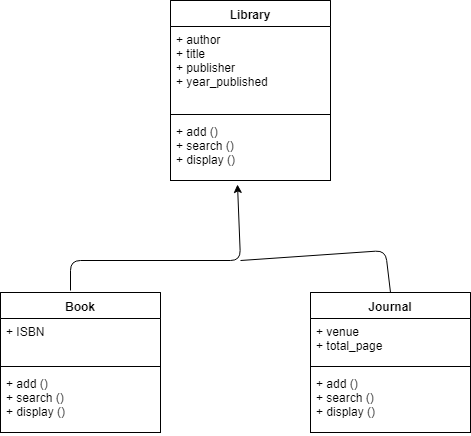 Library
+ author
+ title
+ publisher
+ year_published
+ add ()
+ search ()
+ display ()
Book
+ ISBN
+ add ()
+ search ()
+ display ()
Journal
+ venue
+ total_page
+ add ()
+ search ()
+ display ()